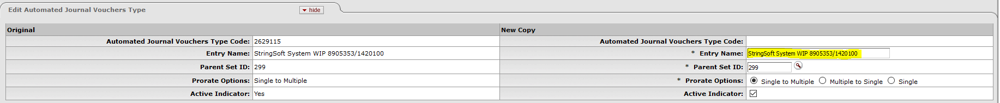 Edit Automated Journal Vouchers Type hide
Original New Copy
Automated Journal Vouchers Type Code: 2629115 Automated Journal Vouchers Type Code:
Entry Name: StringSoft System WIP 8905353/1420100 * Entry Name: StringSoft System WIP 8905353/1420100
Parent Set ID: 299 * Parent Set ID: 299
Prorate Options: Single to Multiple * Prorate Options: Single to Multiple Multiple to Single Single
Active Indicator: Yes Active Indicator: